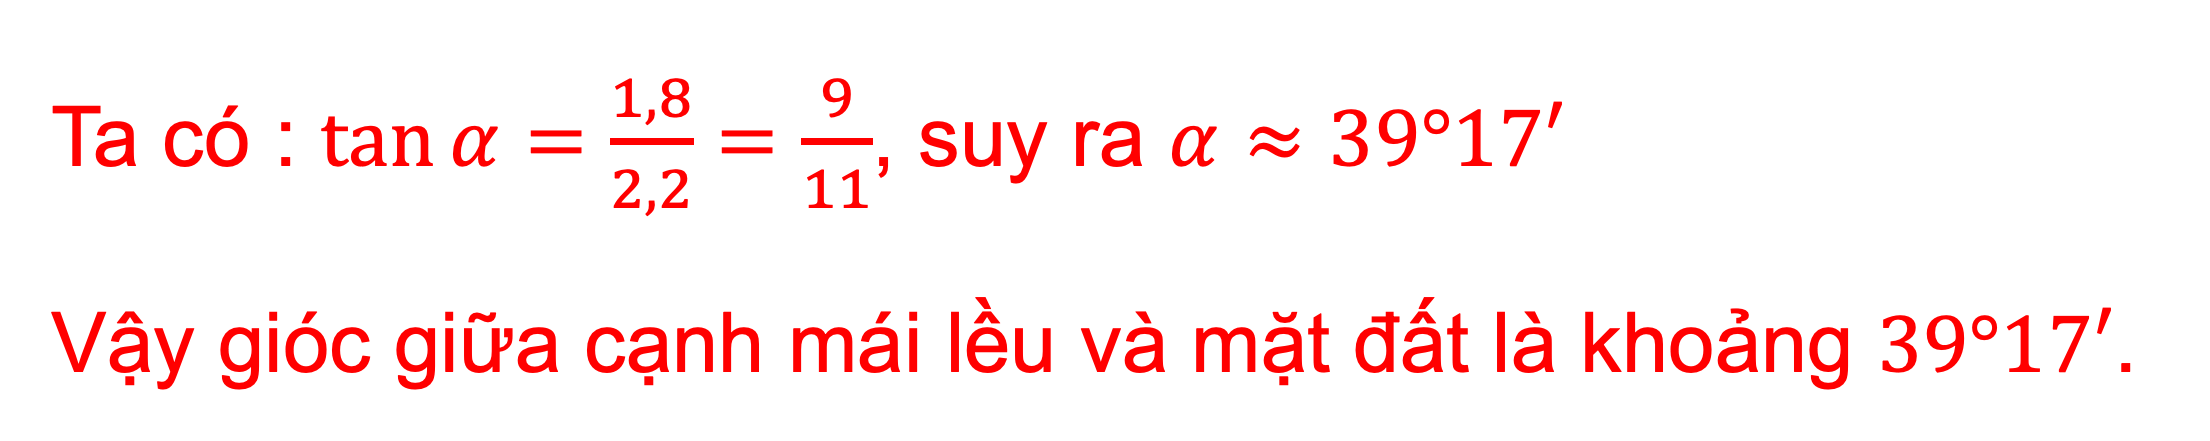 Ta có : tan α = 1,8/2,2 = 9/11, suy ra α ≈ 39°17′
Vậy gióc giữa cạnh mái lều và mặt đất là khoảng 39°17′.